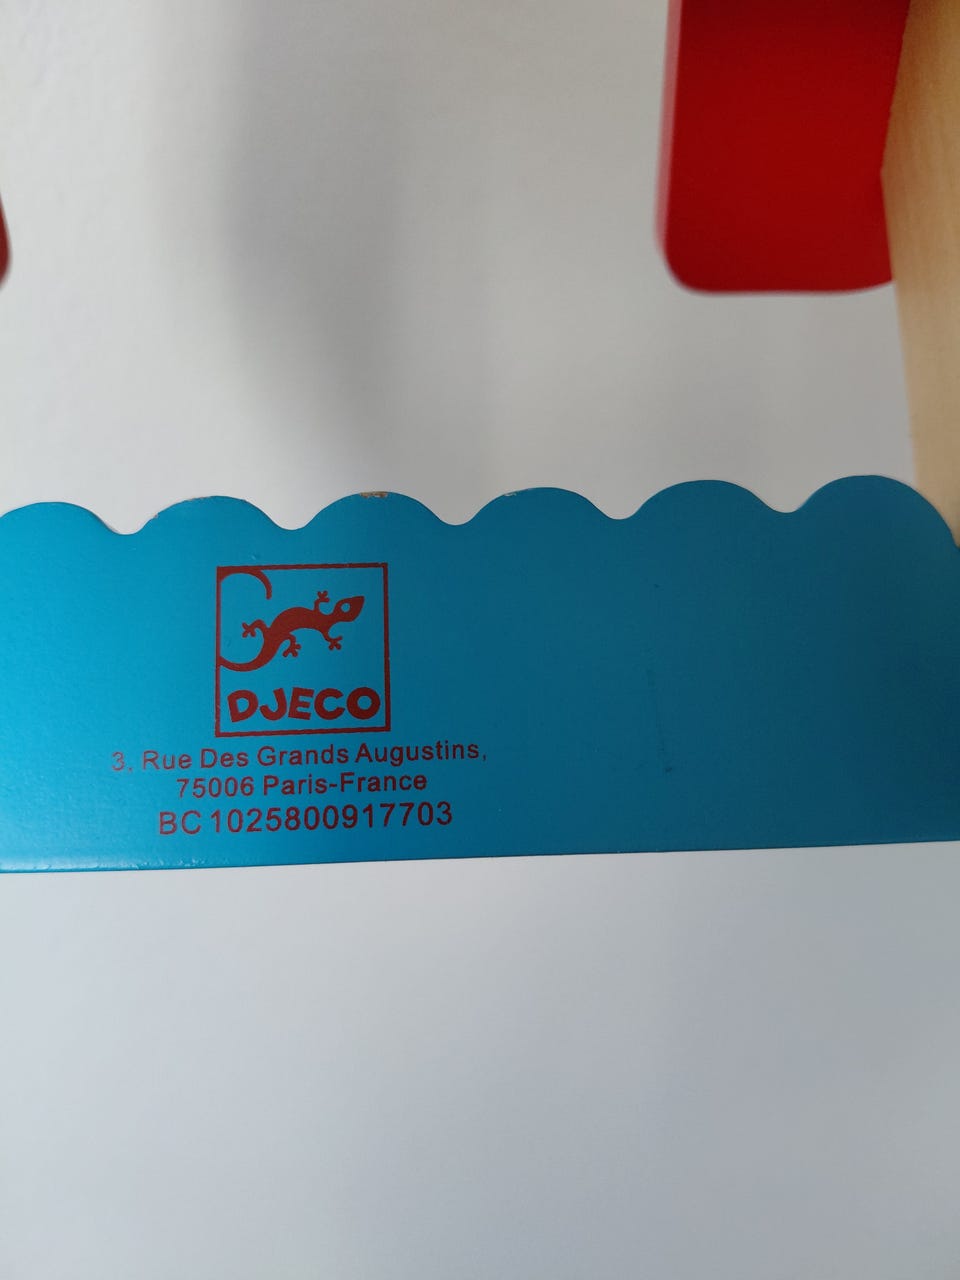 DJECO
3, Rue Des Grands Augustins,
75006 Paris-France
BC 1025800917703